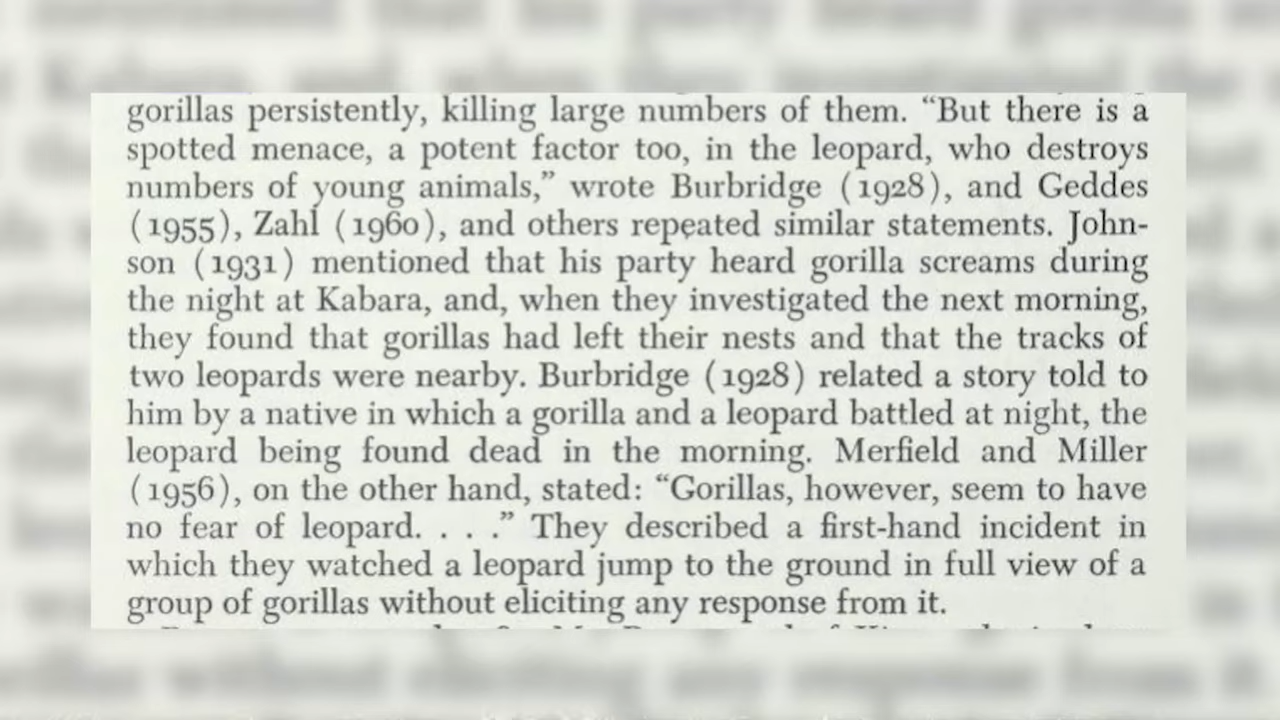 gorillas persistently, killing large numbers of them. “But there is a
spotted menace, a potent factor too, in the leopard, who destroys
numbers of young animals,” wrote Burbridge (1928), and Geddes
(1955), Zahl (1960), and others repeated similar statements. John-
son (1931) mentioned that his party heard gorilla screams during
the night at Kabara, and, when they investigated the next morning,
they found that gorillas had left their nests and that the tracks of
two leopards were nearby. Burbridge (1928) related a story told to
him by a native in which a gorilla and a leopard battled at night, the
leopard being found dead in the morning. Merfield and Miller
(1956), on the other hand, stated: “Gorillas, however, seem to have
no fear of leopard. . . .” They described a first-hand incident in
which they watched a leopard jump to the ground in full view of a
group of gorillas without eliciting any response from it.